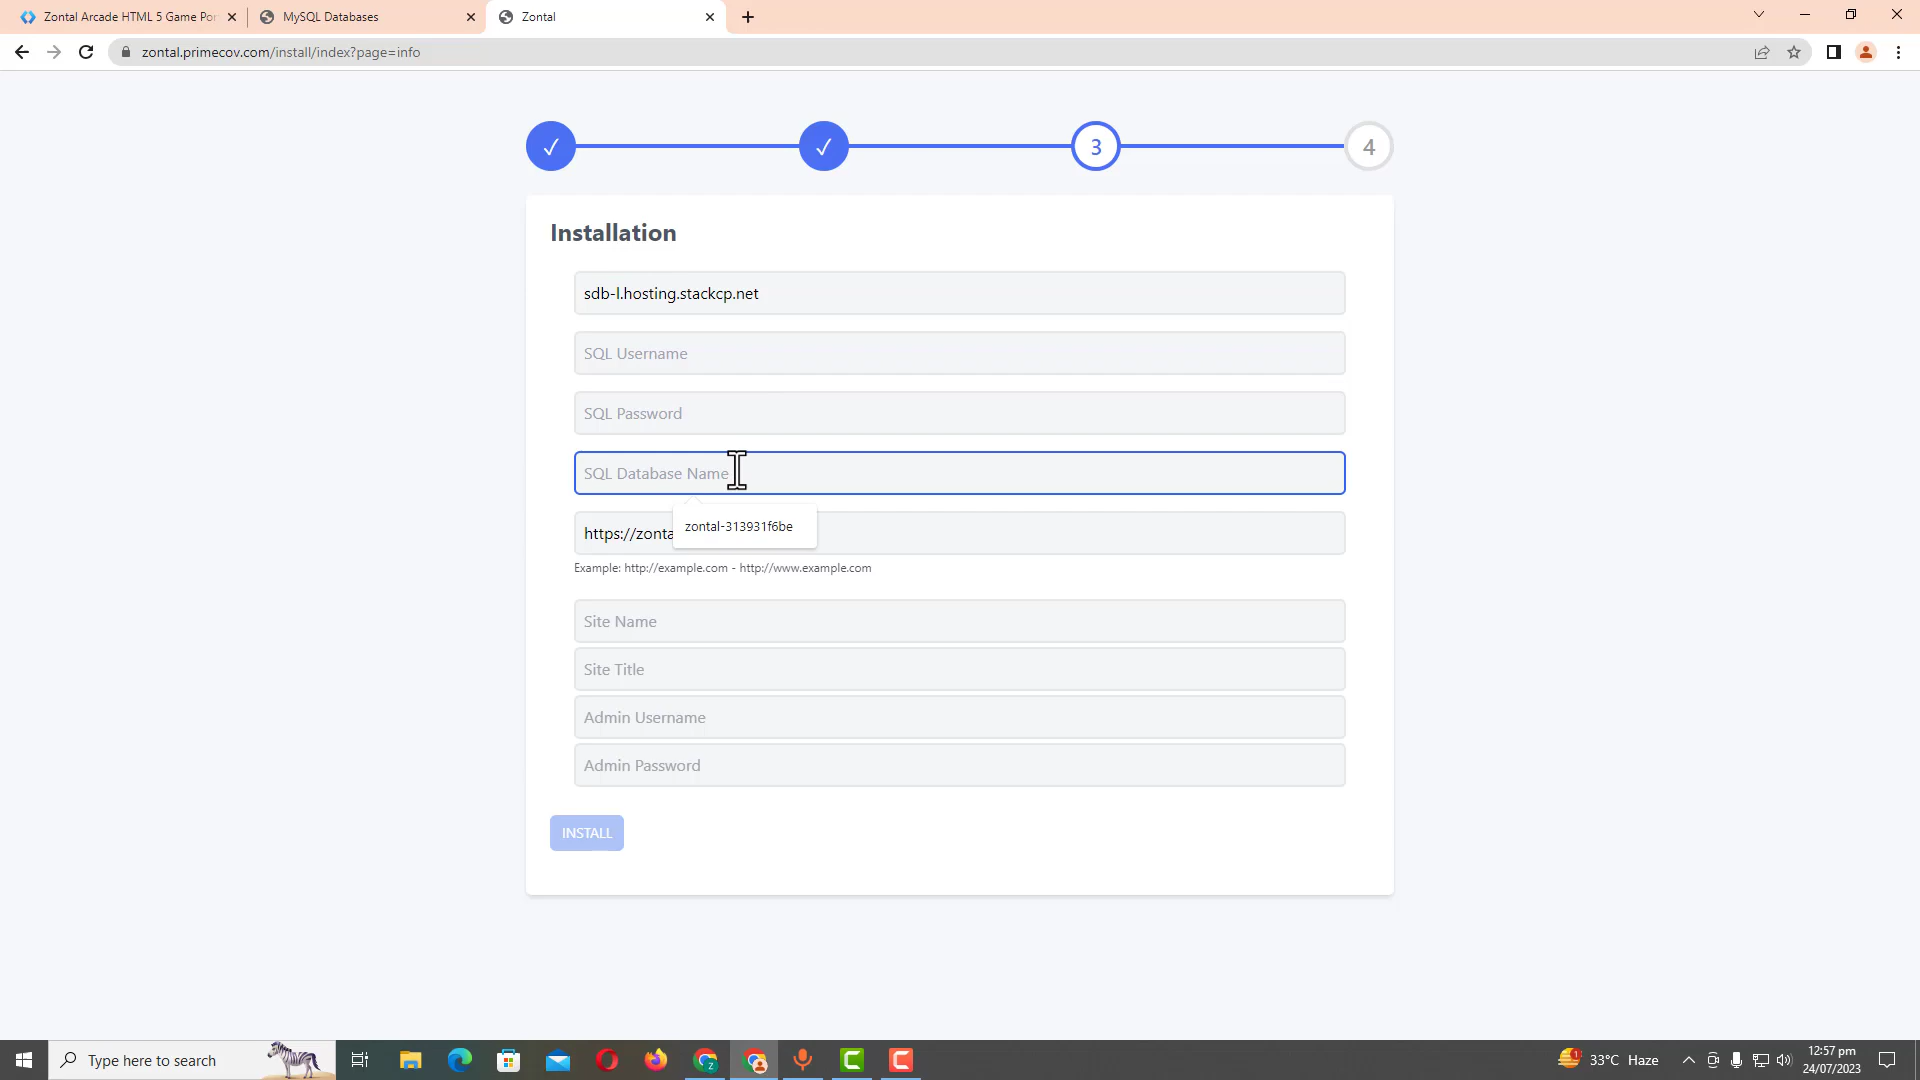 Zontal Arcade HTML 5 Game Por
MySQL Databases
Zontal
zontal.primecov.com/install/index?page=info
3
4
Installation
sdb-l.hosting.stackcp.net
SQL Username
SQL Password
SQL Database Name
zontal-313931f6be
https://zonta
Example: http://example.com - http://www.example.com
Site Name
Site Title
Admin Username
Admin Password
INSTALL
Type here to search
1
33°C Haze
12:57 pm
24/07/2023